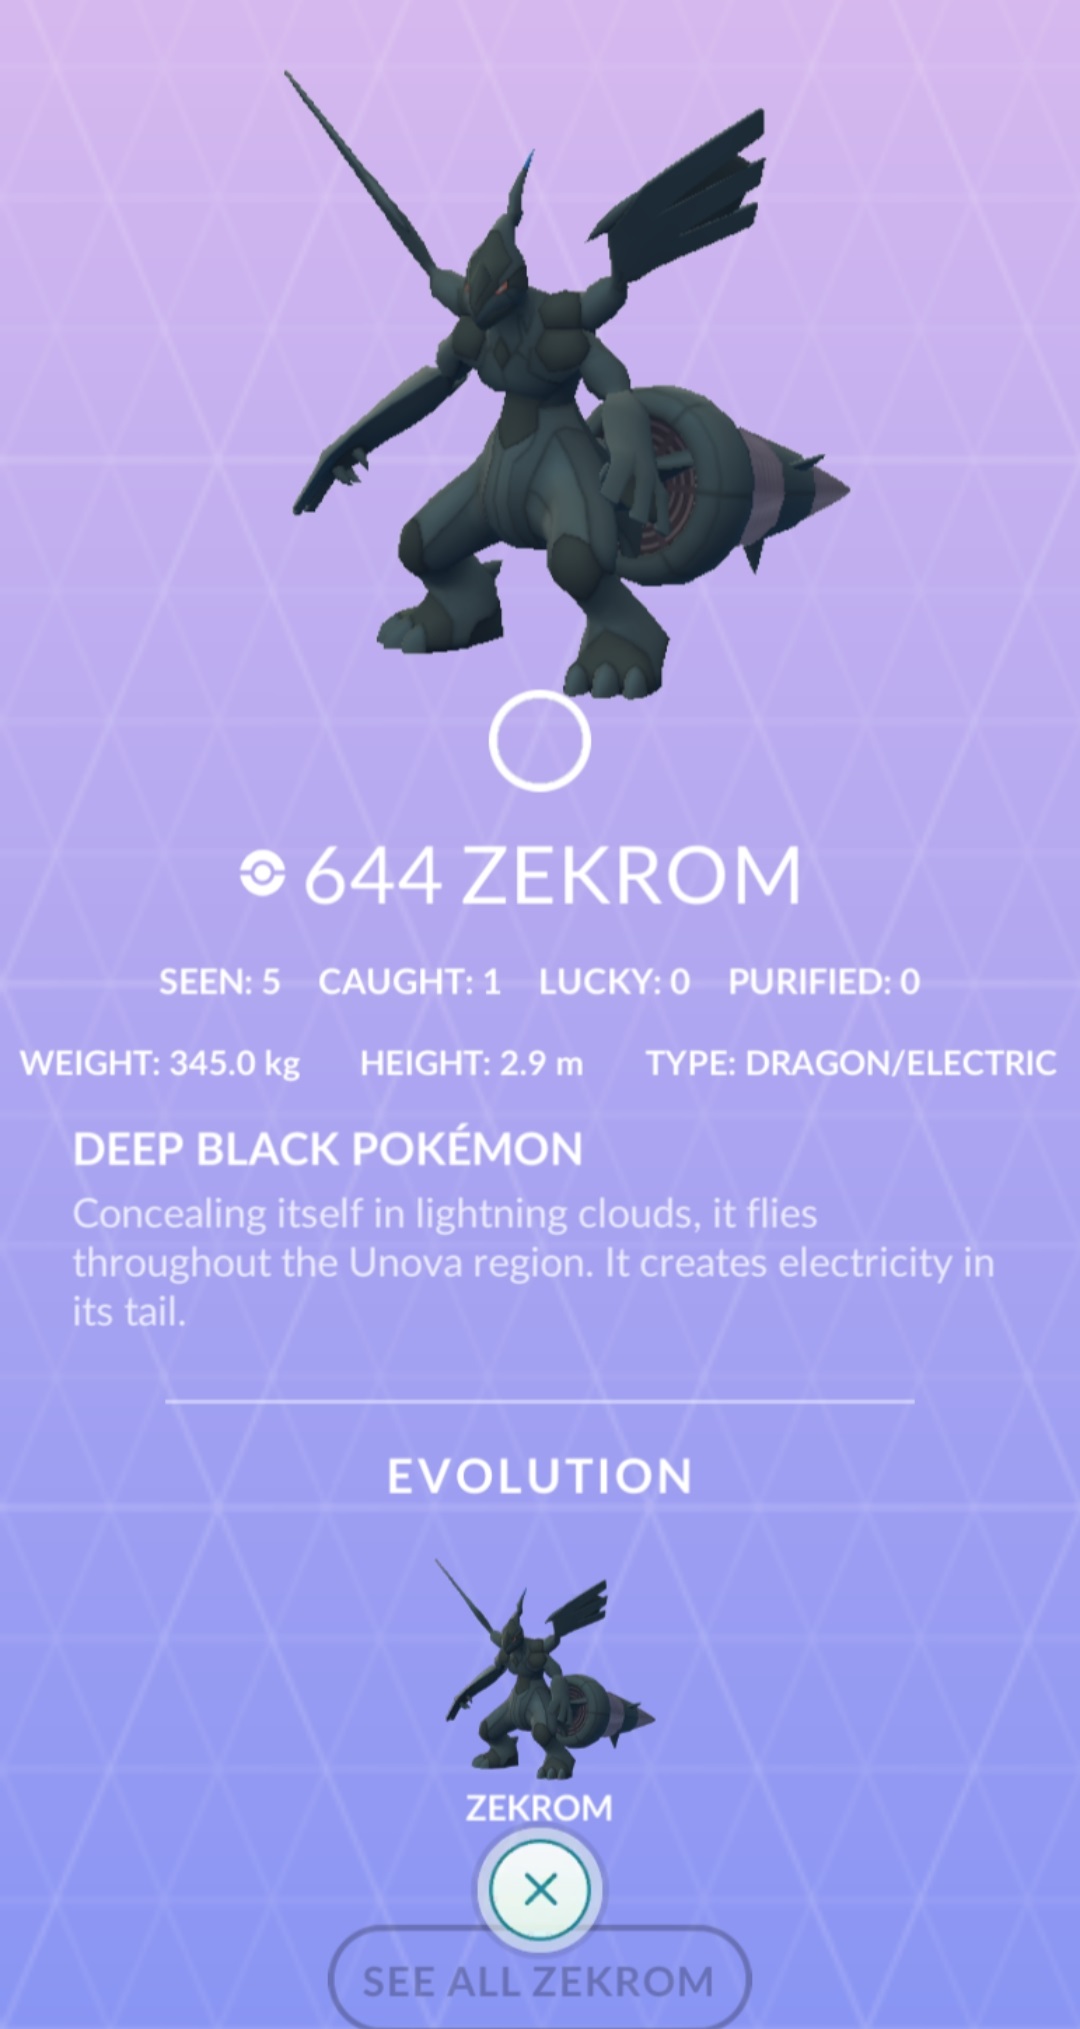 644 ZEKROM
SEEN: 5 CAUGHT: 1 LUCKY: 0 PURIFIED: 0
WEIGHT: 345.0 kg HEIGHT: 2.9 m TYPE: DRAGON/ELECTRIC
DEEP BLACK POKÉMON
Concealing itself in lightning clouds, it flies
throughout the Unova region. It creates electricity in
its tail.
EVOLUTION
ZEKROM
SEE ALL ZEKROM